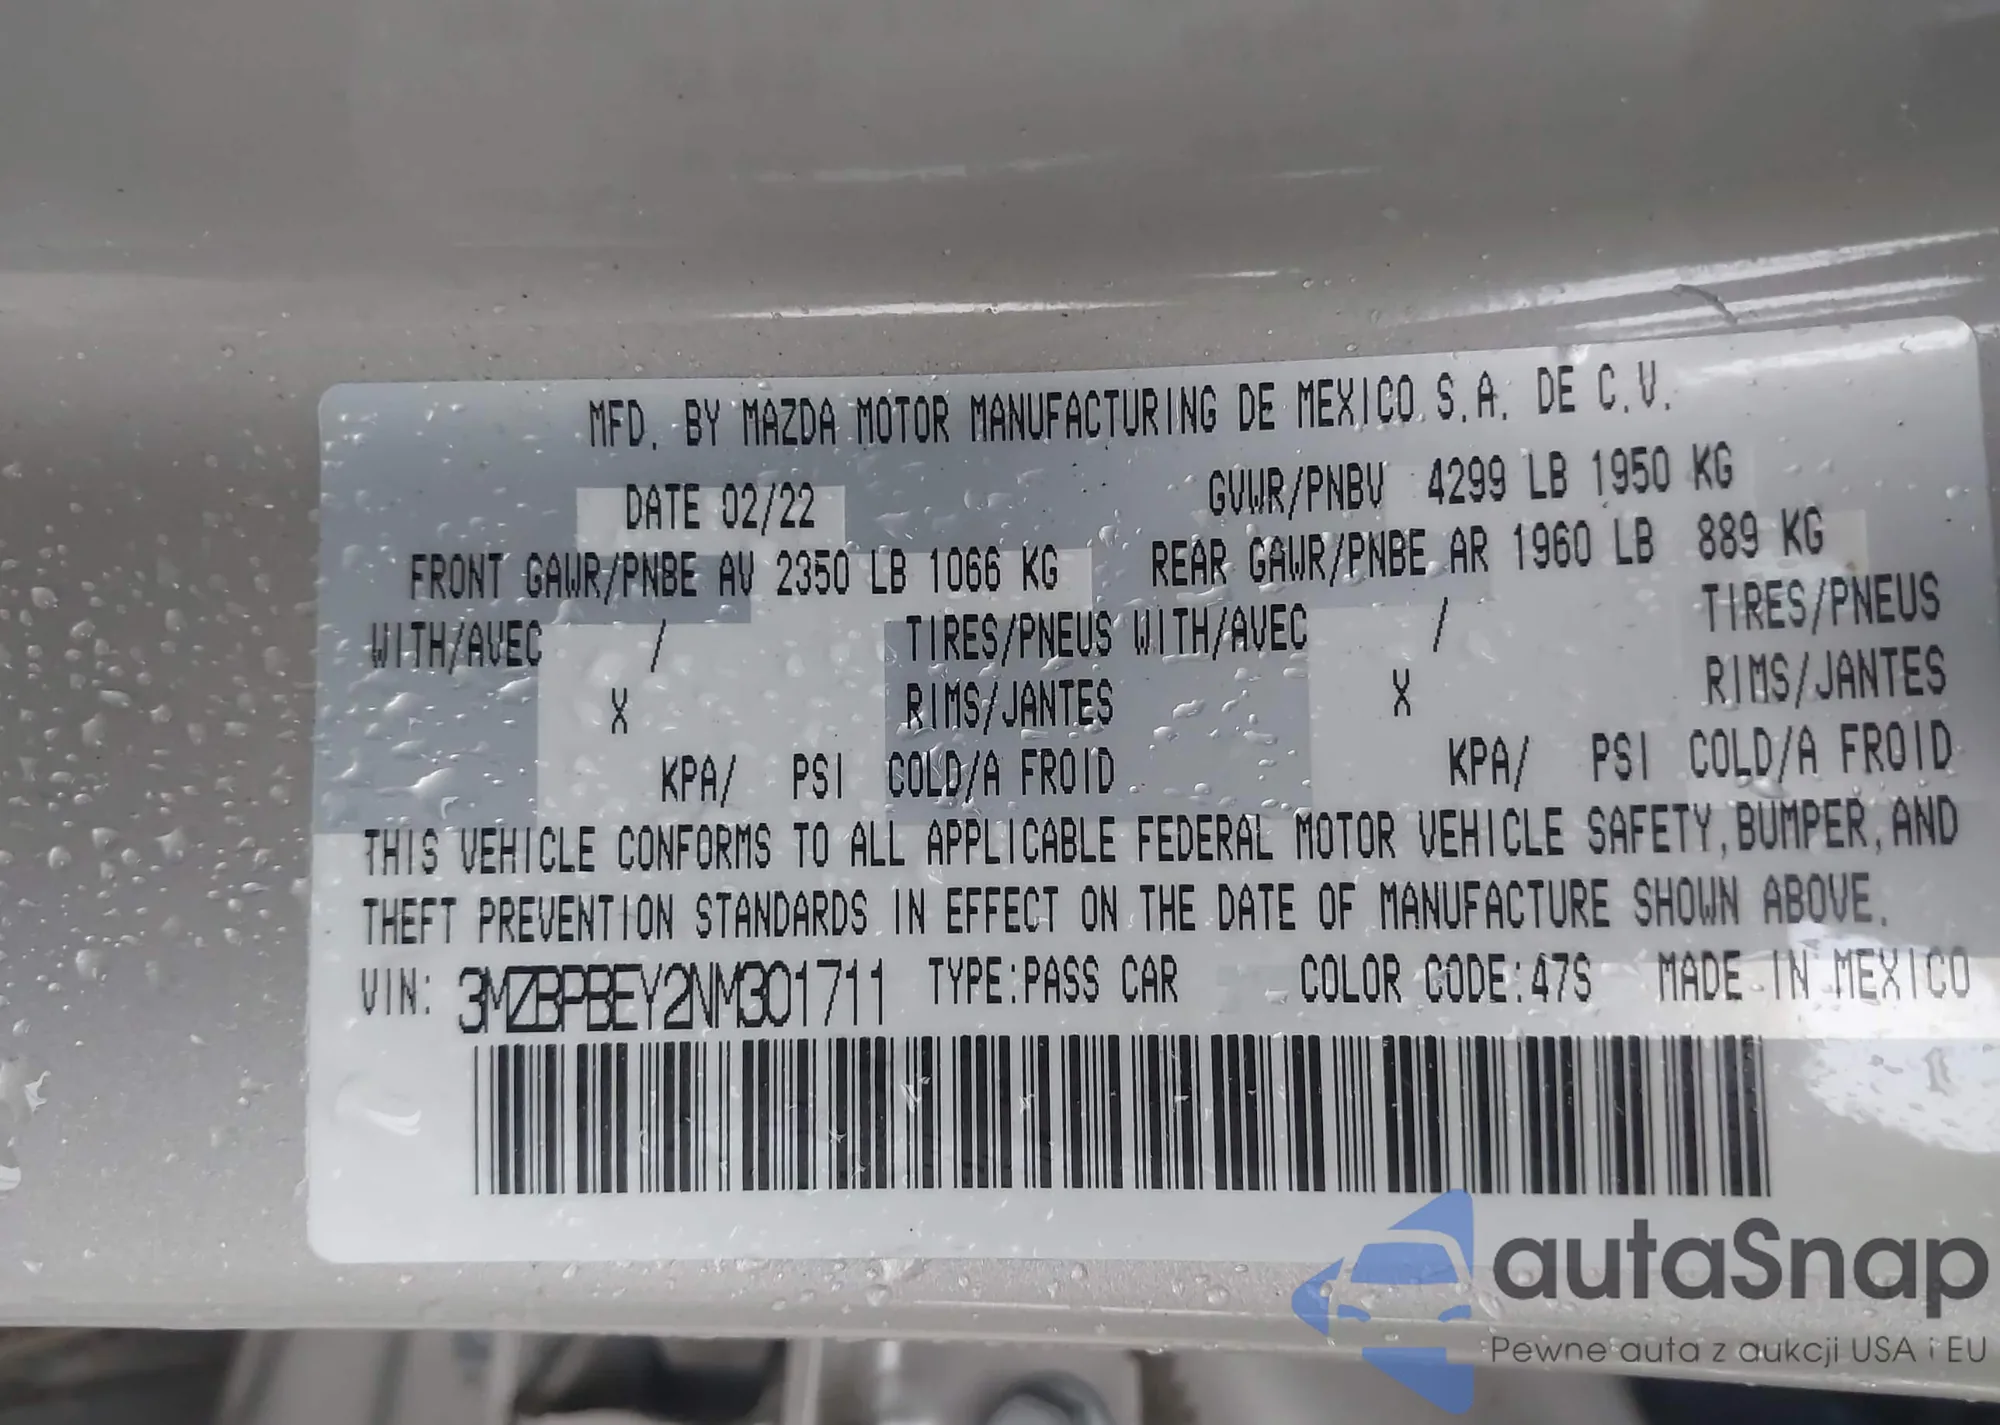 MFD. BY MAZDA MOTOR MANUFACTURING DE MEXICO S.A. DE C.V.
DATE 02/22 GVWR/PNBV 4299 LB 1950 KG
FRONT GAWR/PNBE AV 2350 LB 1066 KG REAR GAWR/PNBE AR 1960 LB 889 KG
WITH/AVEC / TIRES/PNEUS WITH/AVEC / TIRES/PNEUS
X RIMS/JANTES X RIMS/JANTES
KPA/ PSI COLD/A FROID KPA/ PSI COLD/A FROID
THIS VEHICLE CONFORMS TO ALL APPLICABLE FEDERAL MOTOR VEHICLE SAFETY, BUMPER, AND
THEFT PREVENTION STANDARDS IN EFFECT ON THE DATE OF MANUFACTURE SHOWN ABOVE.
VIN: 3MZBPBEY2NM301711 TYPE:PASS CAR COLOR CODE:47S MADE IN MEXICO
autaSnap
Pewne auta z aukcji USA i EU